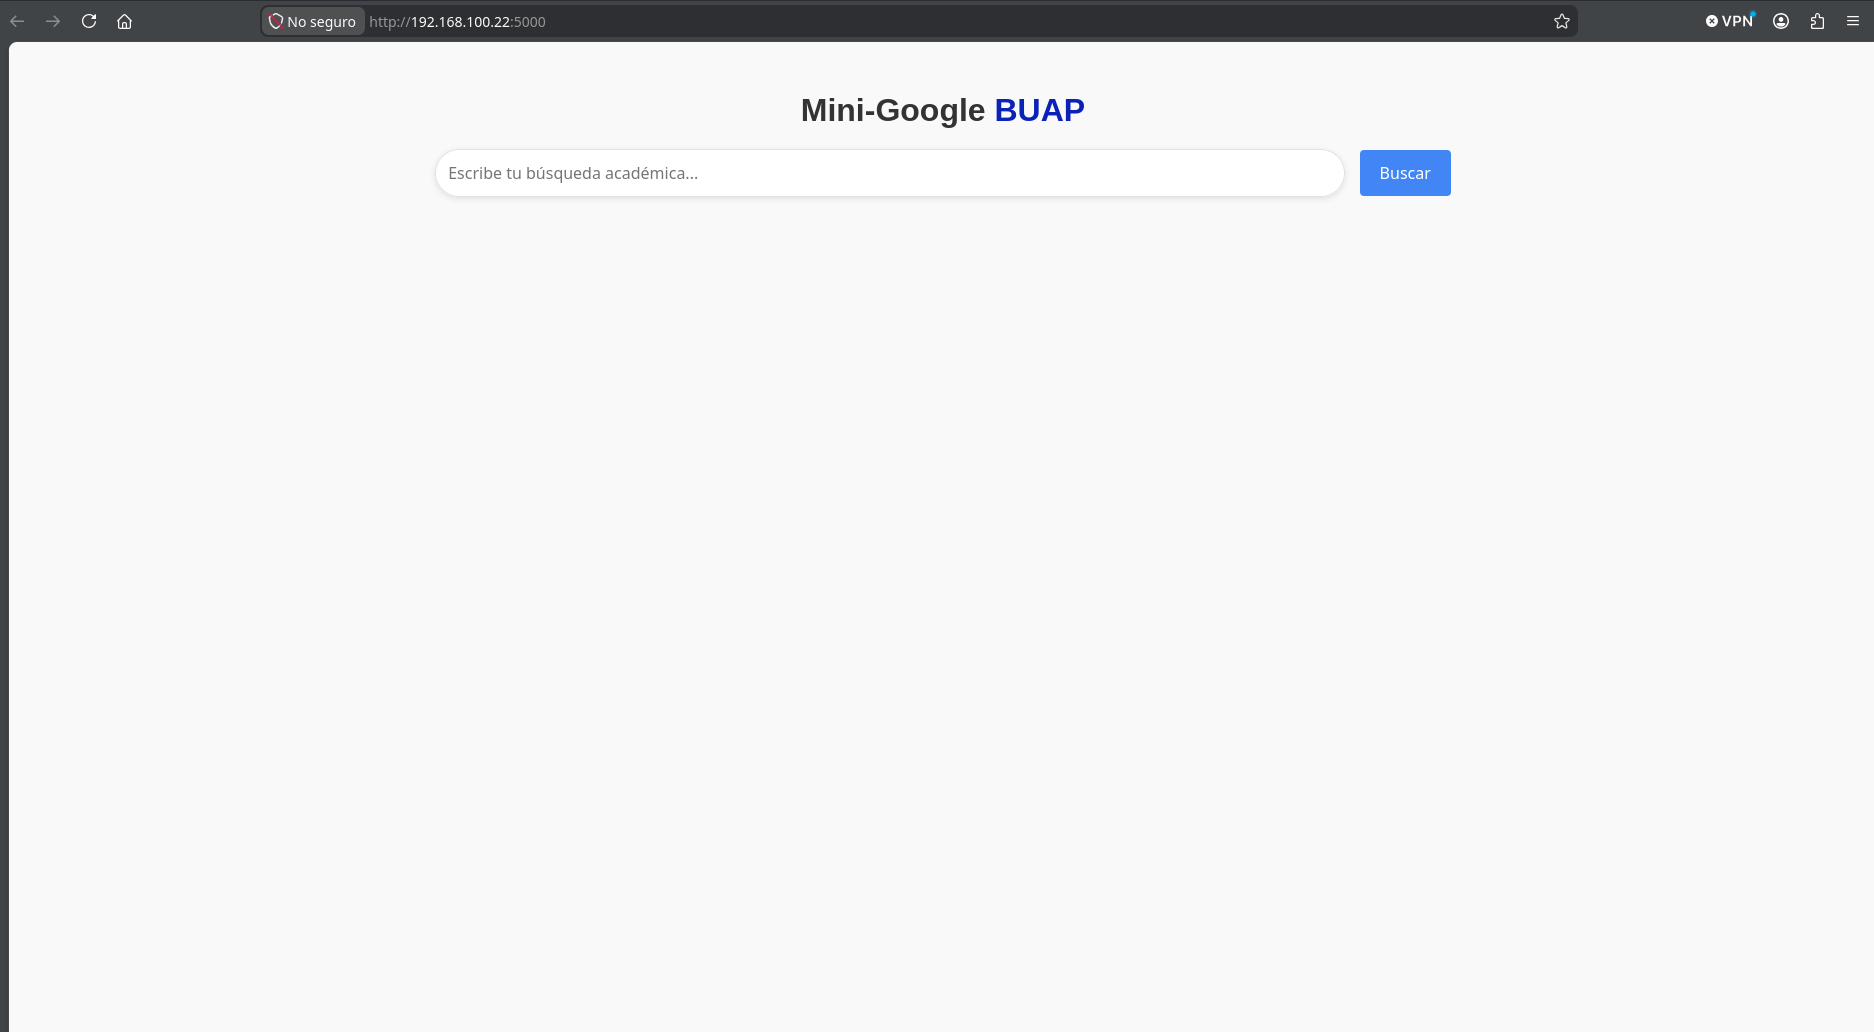 No seguro http://192.168.100.22:5000 VPN
Mini-Google BUAP
Escribe tu búsqueda académica... Buscar